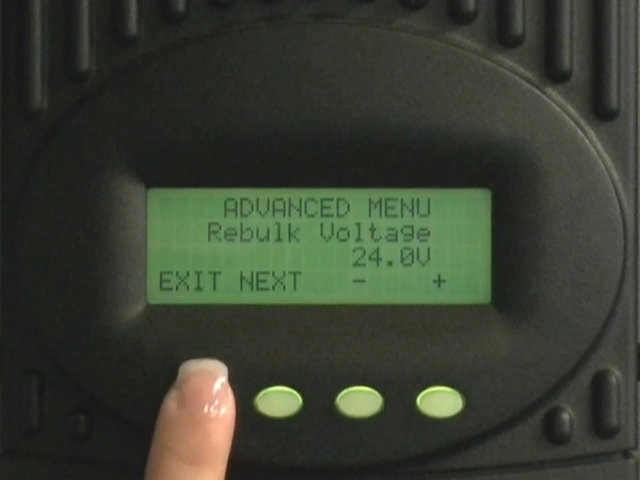 ADVANCED MENU
Rebulk Voltage
24.0V
EXIT NEXT - +